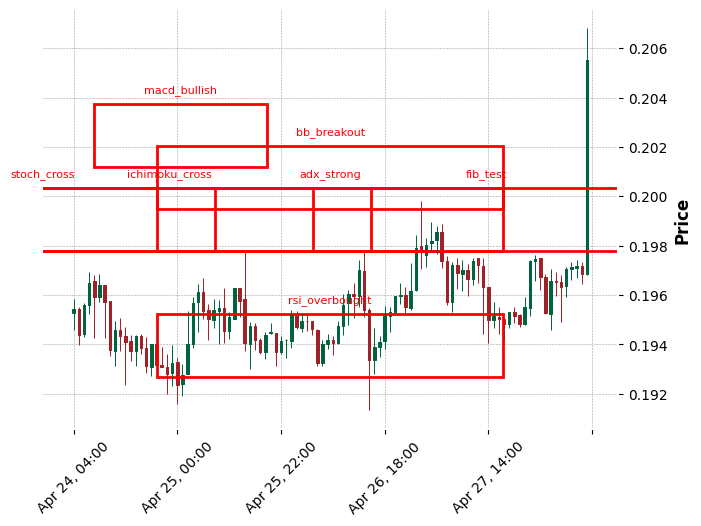 0.206
macd_bullish
0.204
bb_breakout
0.202
stoch_cross
ichimoku_cross
adx_strong
fib_test
0.200
Price
0.198
rsi_overbought
0.196
0.194
0.192
Apr 24, 04:00
Apr 25, 00:00
Apr 25, 22:00
Apr 26, 18:00
Apr 27, 14:00